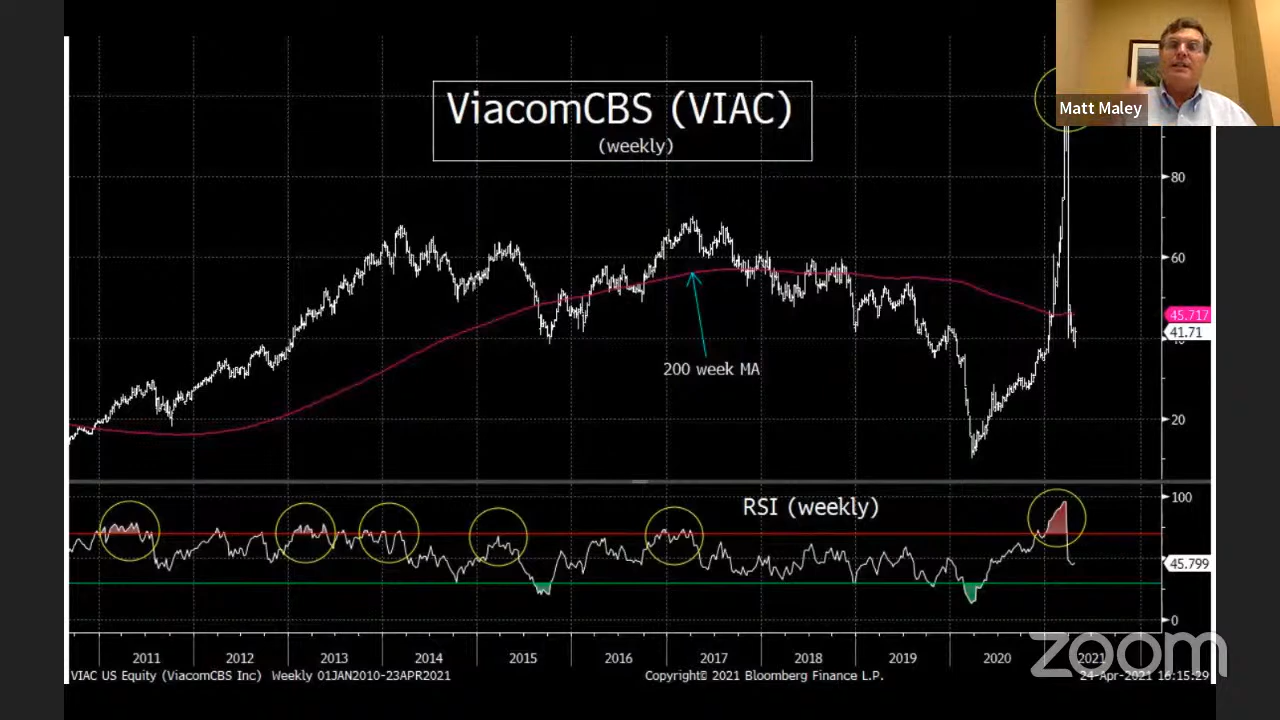 Matt Maley
ViacomCBS (VIAC)
(weekly)
80
60
45.717
41.71
200 week MA
20
RSI (weekly)
100
45.799
0
2011 2012 2013 2014 2015 2016 2017 2018 2019 2020 2021
zoom
VIAC US Equity (ViacomCBS Inc) Weekly 01JAN2010-23APR2021 Copyright© 2021 Bloomberg Finance L.P. 24-Apr-2021 16:15:29